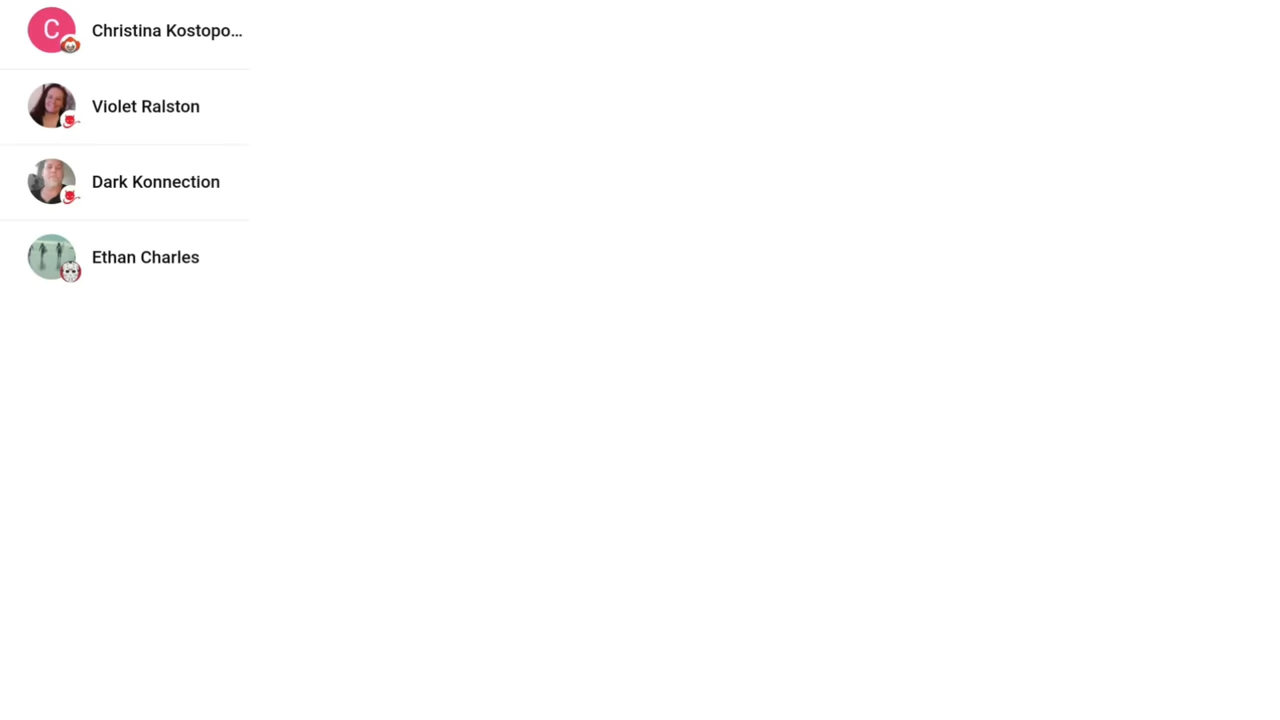 C
Christina Kostopo...
Violet Ralston
Dark Konnection
Ethan Charles